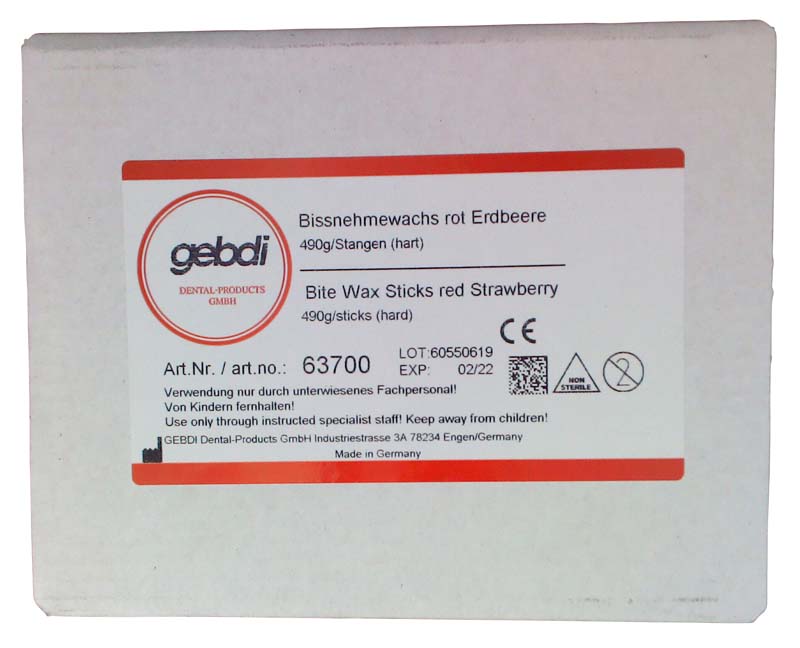 gebdi
DENTAL-PRODUCTS
GMBH
Bissnehmewachs rot Erdbeere
490g/Stangen (hart)
Bite Wax Sticks red Strawberry
490g/sticks (hard)
CE
Art.Nr. / art.no.: 63700
LOT:60550619
EXP: 02/22
NON
STERILE
2
Verwendung nur durch unterwiesenes Fachpersonal!
Von Kindern fernhalten!
Use only through instructed specialist staff! Keep away from children!
GEBDI Dental-Products GmbH Industriestrasse 3A 78234 Engen/Germany
Made in Germany